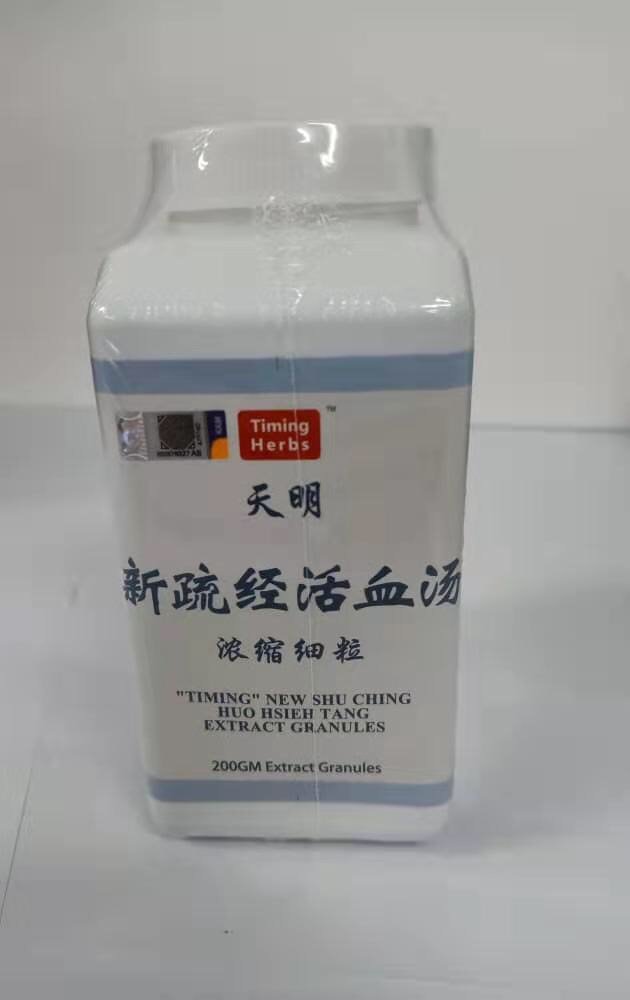 Timing
Herbs
™
天明
新疏经活血汤
浓缩细粒
"TIMING" NEW SHU CHING
HUO HSIEH TANG
EXTRACT GRANULES
200GM Extract Granules